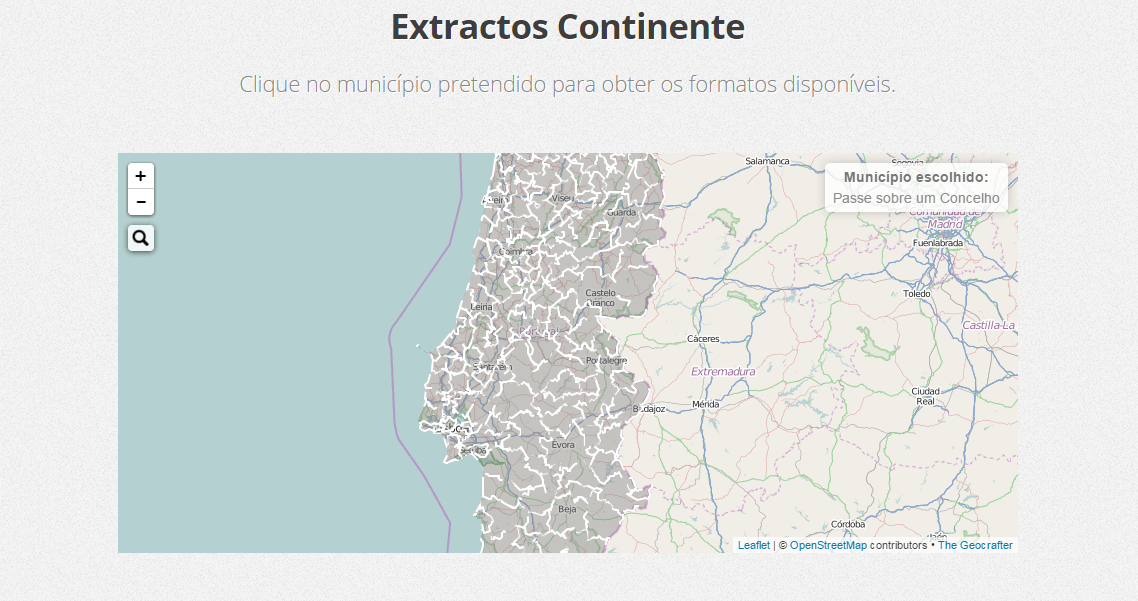 Extractos Continente
Clique no município pretendido para obter os formatos disponíveis.
+
−
Município escolhido:
Passe sobre um Concelho
Salamanca
Segovia
Comunidad de
Madrid
Fuenlabrada
Toledo
Castilla-La
Ciudad
Real
Cáceres
Extremadura
Mérida
Badajoz
Córdoba
Jaén
Aveiro
Viseu
Guarda
Coimbra
Castelo
Branco
Leiria
Portugal
Santarém
Portalegre
Lisboa
Setúbal
Évora
Beja
Leaflet | © OpenStreetMap contributors • The Geocrafter